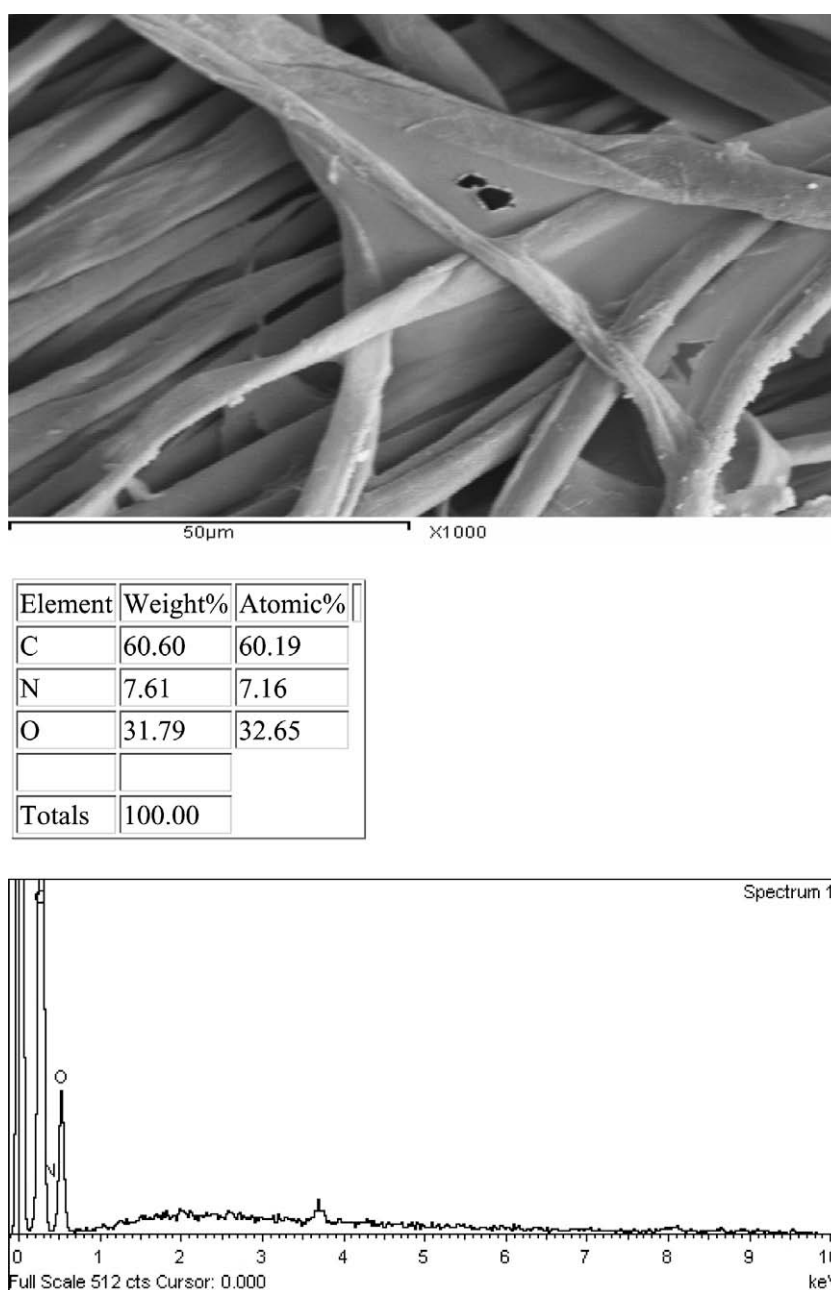 50µm X1000
Element Weight% Atomic%
C 60.60 60.19
N 7.61 7.16
O 31.79 32.65
Totals 100.00
Spectrum 1
C
O
N
0 1 2 3 4 5 6 7 8 9 10
Full Scale 512 cts Cursor: 0.000 keV